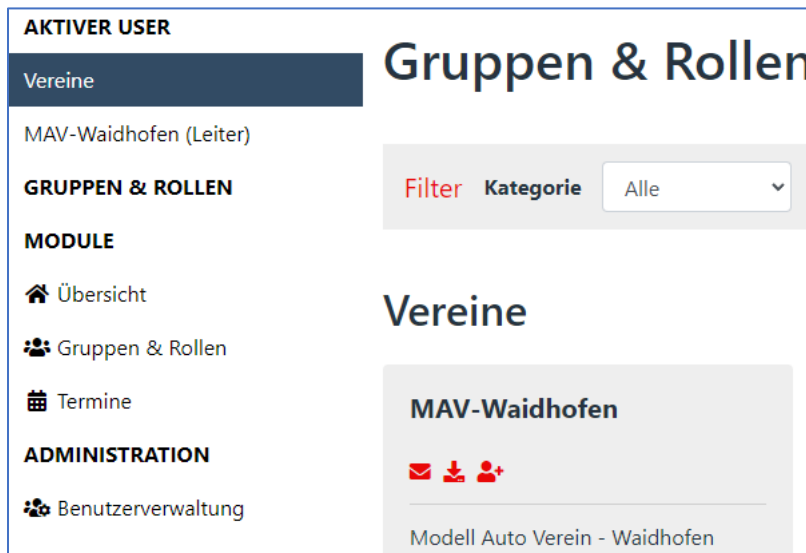 AKTIVER USER
Vereine
MAV-Waidhofen (Leiter)
GRUPPEN & ROLLEN
MODULE
Übersicht
Gruppen & Rollen
Termine
ADMINISTRATION
Benutzerverwaltung
Gruppen & Rollen
Filter Kategorie Alle
Vereine
MAV-Waidhofen
Modell Auto Verein - Waidhofen